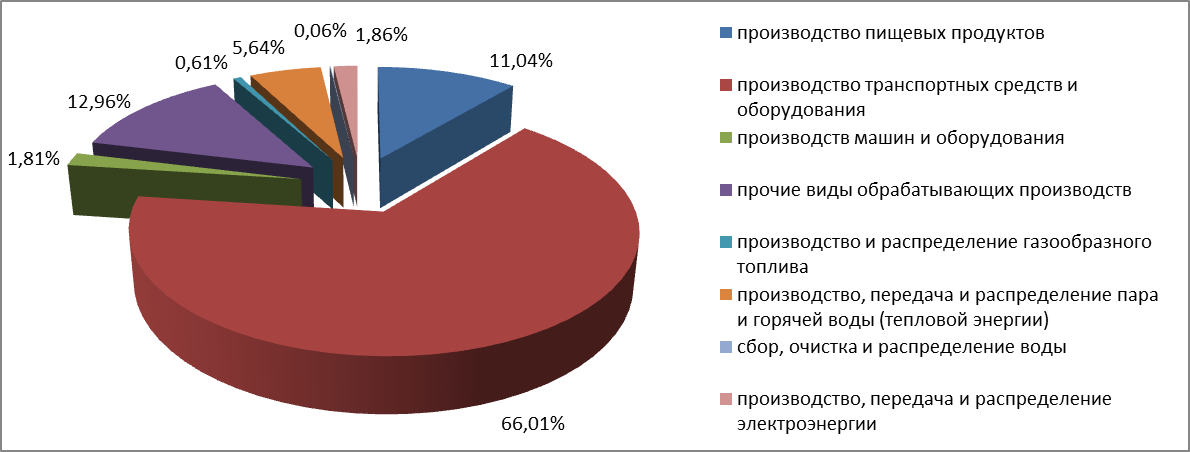 0,06%
1,86%
5,64%
11,04%
0,61%
12,96%
1,81%
66,01%
производство пищевых продуктов
производство транспортных средств и
оборудования
производств машин и оборудования
прочие виды обрабатывающих производств
производство и распределение газообразного
топлива
производство, передача и распределение пара
и горячей воды (тепловой энергии)
сбор, очистка и распределение воды
производство, передача и распределение
электроэнергии